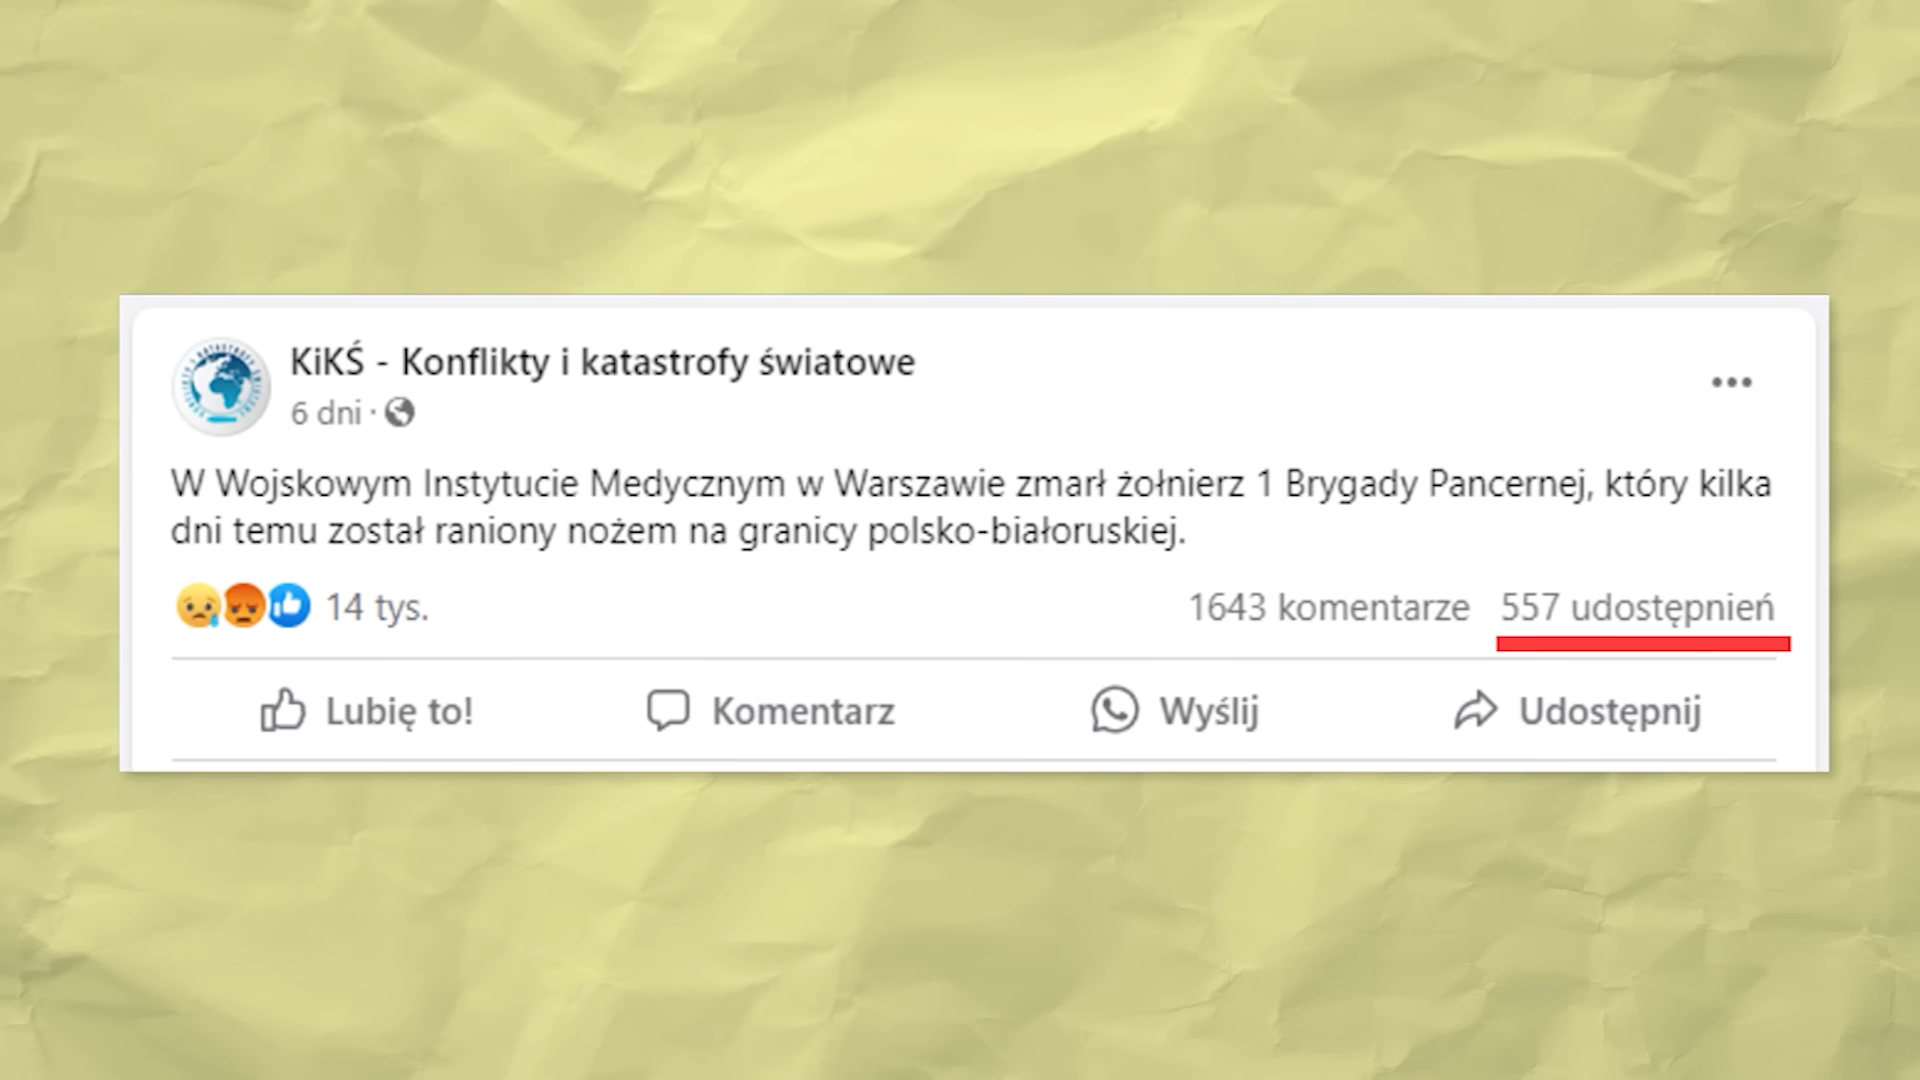 KiKŚ - Konflikty i katastrofy światowe
6 dni ·
W Wojskowym Instytucie Medycznym w Warszawie zmarł żołnierz 1 Brygady Pancernej, który kilka
dni temu został raniony nożem na granicy polsko-białoruskiej.
14 tys.
1643 komentarze 557 udostępnień
Lubię to! Komentarz Wyślij Udostępnij